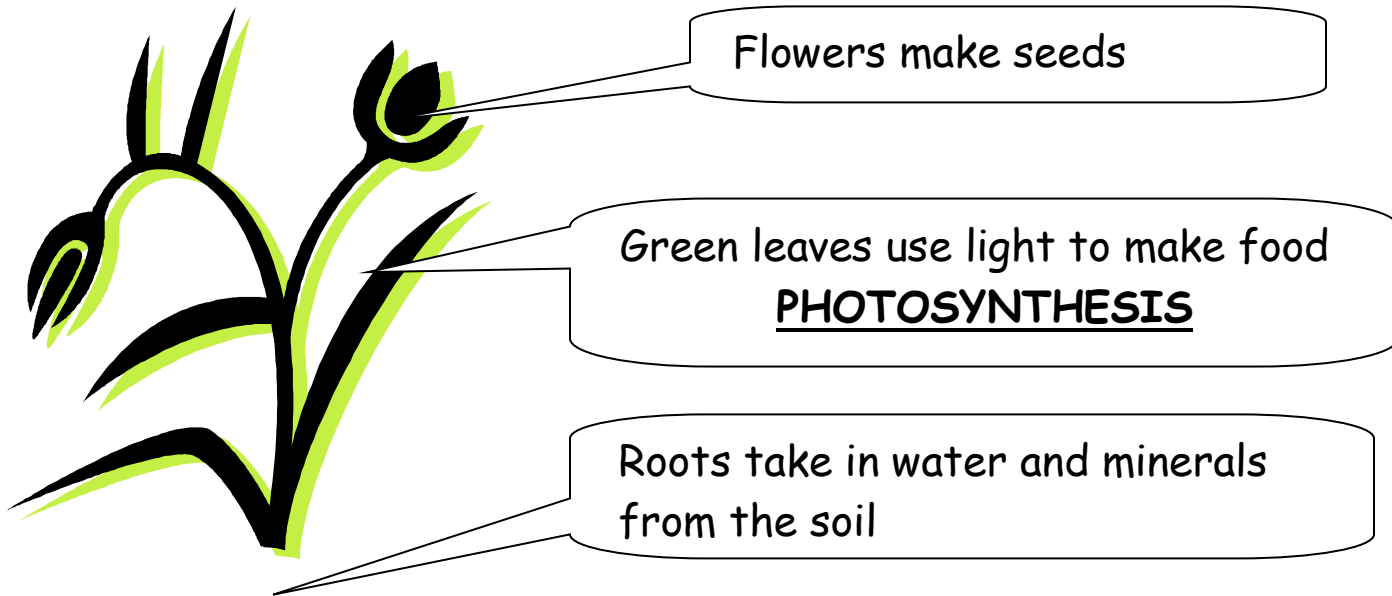 Flowers make seeds
Green leaves use light to make food
PHOTOSYNTHESIS
Roots take in water and minerals
from the soil